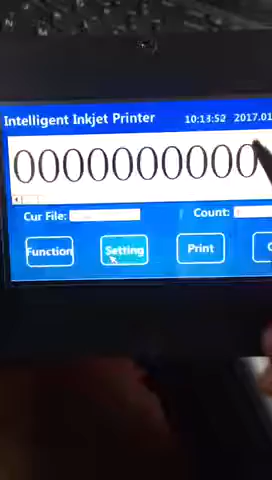 Intelligent Inkjet Printer 10:13:52 2017.01
0000000000
Cur File: Count:
Function Setting Print